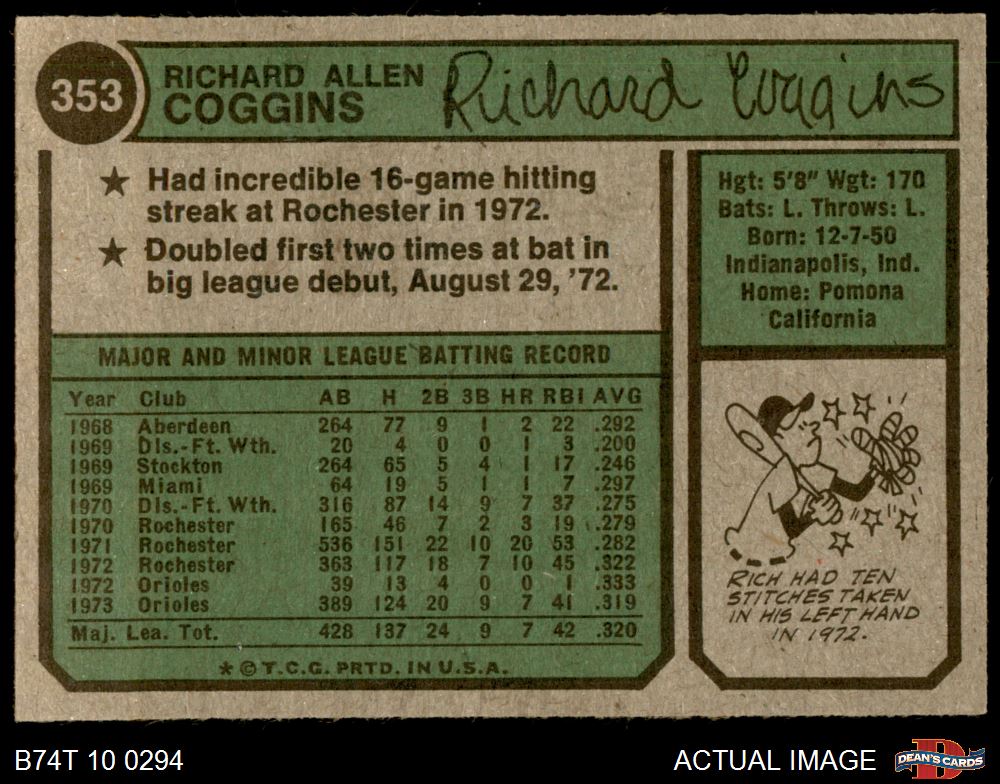 353
RICHARD ALLEN
COGGINS
Richard Coggins
★ Had incredible 16-game hitting
streak at Rochester in 1972.
★ Doubled first two times at bat in
big league debut, August 29, '72.
Hgt: 5'8" Wgt: 170
Bats: L. Throws: L.
Born: 12-7-50
Indianapolis, Ind.
Home: Pomona
California
MAJOR AND MINOR LEAGUE BATTING RECORD
Year Club AB H 2B 3B HR RBI AVG
1968 Aberdeen 264 77 9 1 2 22 .292
1969 Dls.-Ft. Wth. 20 4 0 0 1 3 .200
1969 Stockton 264 65 5 4 1 17 .246
1969 Miami 64 19 5 1 1 7 .297
1970 Dls.-Ft. Wth. 316 87 14 9 7 37 .275
1970 Rochester 165 46 7 2 3 19 .279
1971 Rochester 536 151 22 10 20 53 .282
1972 Rochester 363 117 18 7 10 45 .322
1972 Orioles 39 13 4 0 0 1 .333
1973 Orioles 389 124 20 9 7 41 .319
Maj. Lea. Tot. 428 137 24 9 7 42 .320
* © T.C.G. PRTD. IN U.S.A.
RICH HAD TEN
STITCHES TAKEN
IN HIS LEFT HAND
IN 1972.
B74T 10 0294
ACTUAL IMAGE
D
DEAN'S CARDS